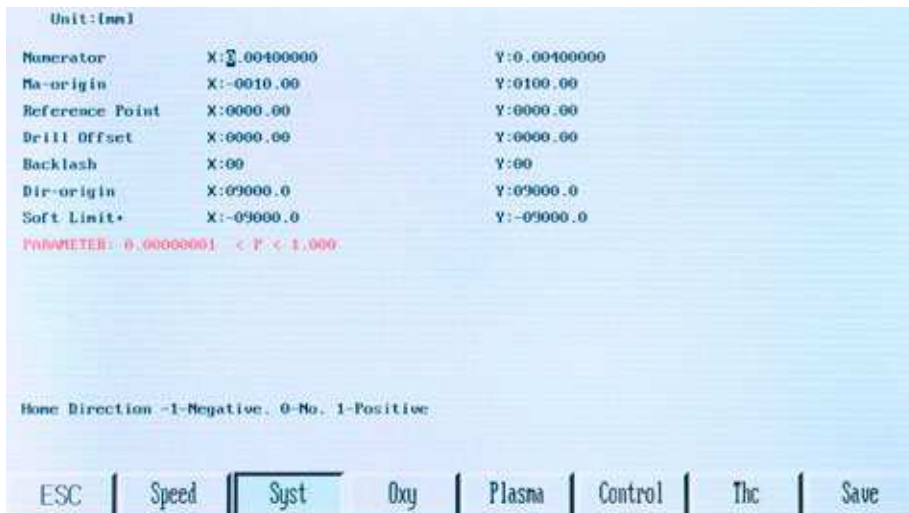 Unit:[mm]
Numerator X:0.00400000 Y:0.00400000
Ma-origin X:-0010.00 Y:0100.00
Reference Point X:0000.00 Y:0000.00
Drill Offset X:0000.00 Y:0000.00
Backlash X:00 Y:00
Dir-origin X:09000.0 Y:09000.0
Soft Limit+ X:-09000.0 Y:-09000.0
PARAMETER: 0.00000001 < P < 1.000
Home Direction -1-Negative. 0-No. 1-Positive
ESC Speed Syst Oxy Plasma Control Thc Save